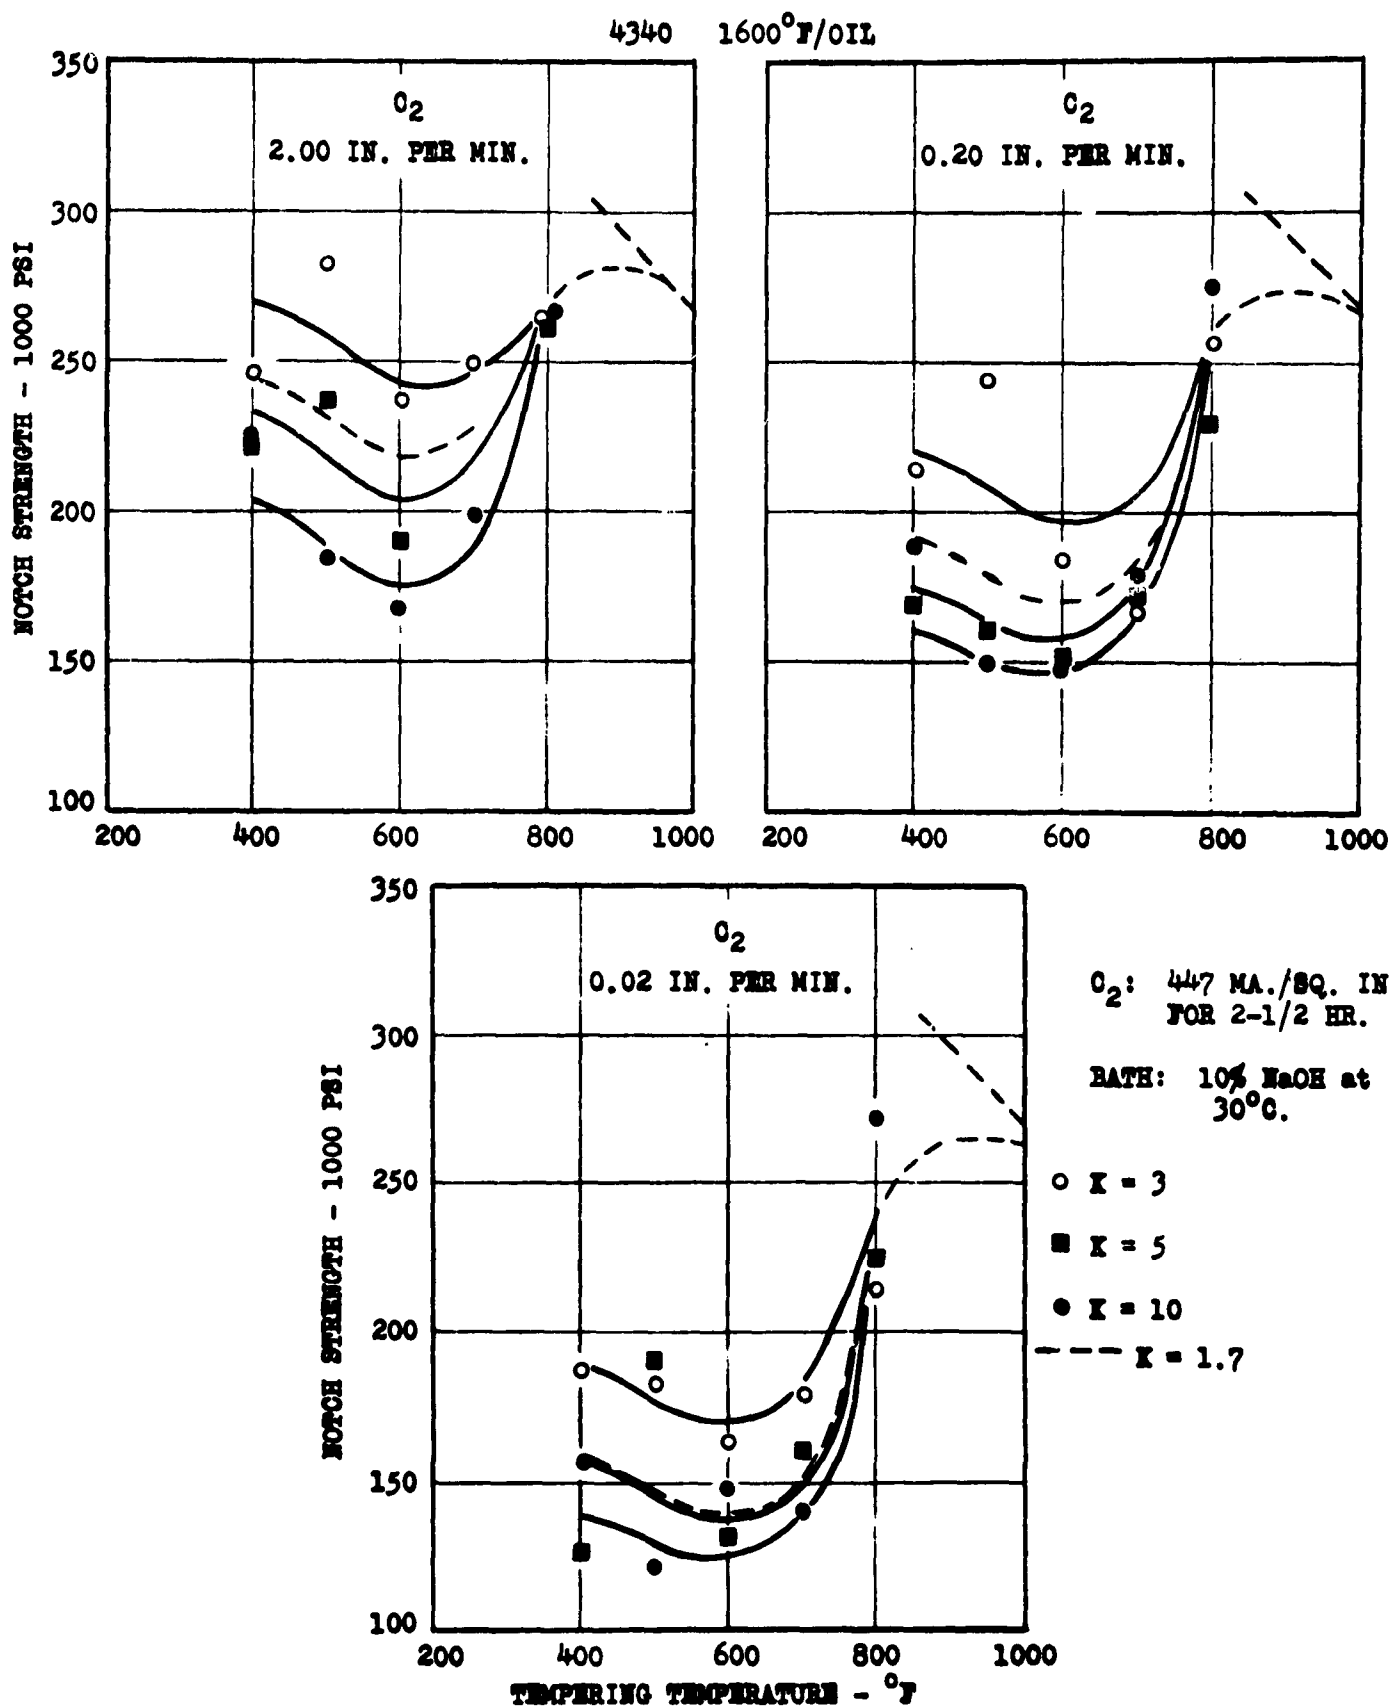 4340 1600°F/OIL
350
300
250
200
150
100
NOTCH STRENGTH - 1000 PSI
C2
2.00 IN. PER MIN.
200 400 600 800 1000
C2
0.20 IN. PER MIN.
200 400 600 800 1000
350
300
250
200
150
100
NOTCH STRENGTH - 1000 PSI
C2
0.02 IN. PER MIN.
200 400 600 800 1000
TEMPERING TEMPERATURE - °F
C2: 447 MA./SQ. IN
FOR 2-1/2 HR.
BATH: 10% NaOH at
30°C.
K = 3
K = 5
K = 10
K = 1.7